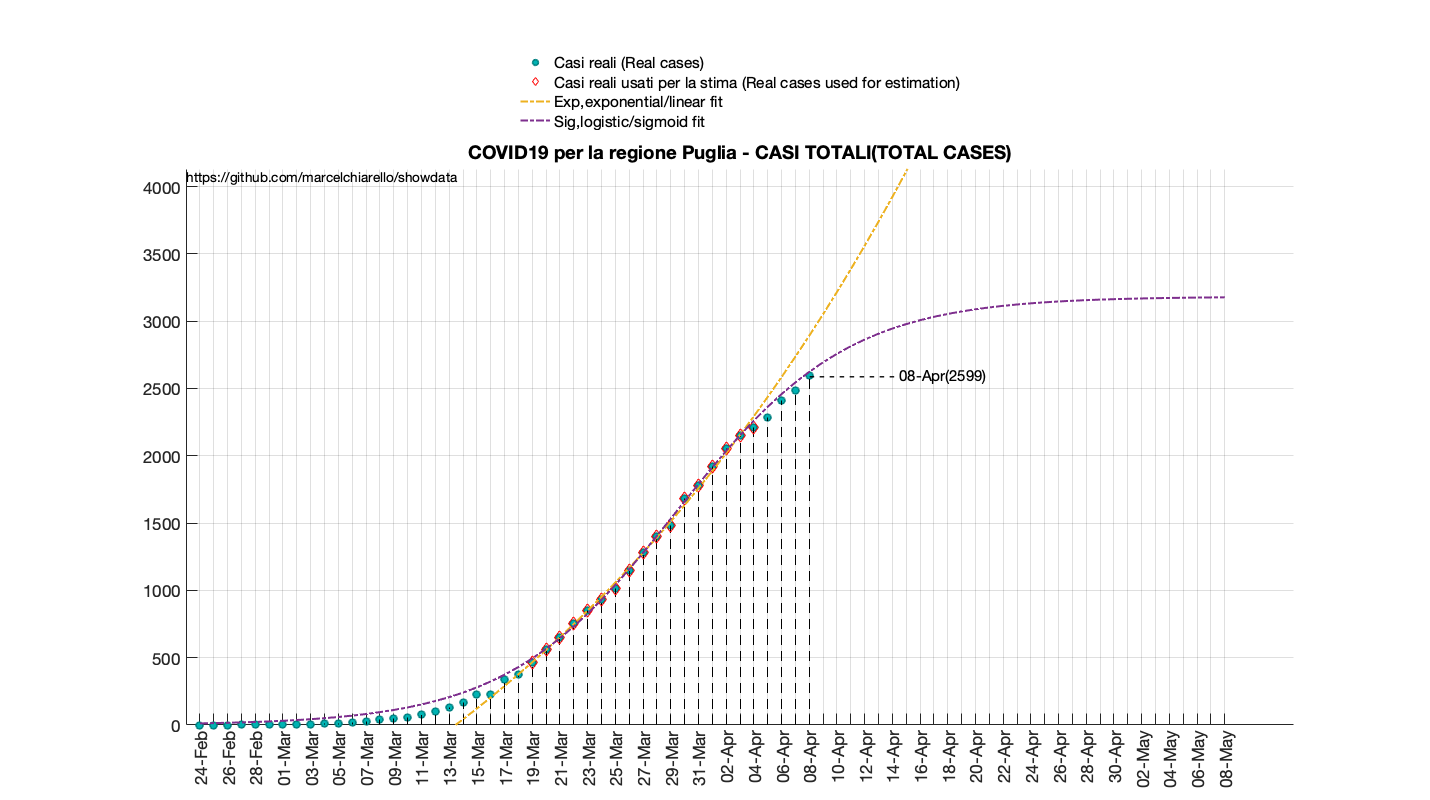 Casi reali (Real cases)
Casi reali usati per la stima (Real cases used for estimation)
Exp,exponential/linear fit
Sig,logistic/sigmoid fit
COVID19 per la regione Puglia - CASI TOTALI(TOTAL CASES)
https://github.com/marcelchiarello/showdata
4000
3500
3000
2500
2000
1500
1000
500
0
08-Apr(2599)
24-Feb
26-Feb
28-Feb
01-Mar
03-Mar
05-Mar
07-Mar
09-Mar
11-Mar
13-Mar
15-Mar
17-Mar
19-Mar
21-Mar
23-Mar
25-Mar
27-Mar
29-Mar
31-Mar
02-Apr
04-Apr
06-Apr
08-Apr
10-Apr
12-Apr
14-Apr
16-Apr
18-Apr
20-Apr
22-Apr
24-Apr
26-Apr
28-Apr
30-Apr
02-May
04-May
06-May
08-May